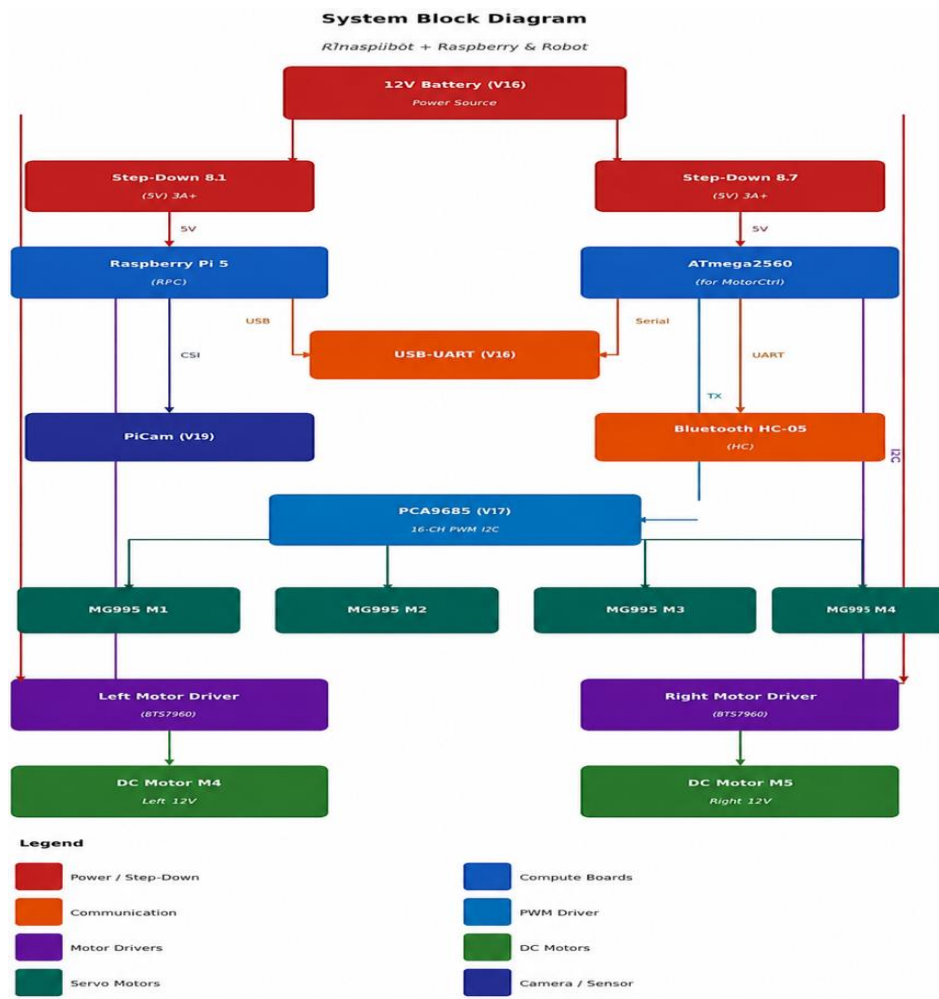 System Block Diagram
RInaspiibòt + Raspberry & Robot
12V Battery (V16)
Power Source
Step-Down 8.1
(5V) 3A+
Step-Down 8.7
(5V) 3A+
5V
5V
Raspberry Pi 5
(RPC)
ATmega2560
(for MotorCtrl)
USB
Serial
CSI
USB-UART (V16)
UART
TX
PiCam (V19)
Bluetooth HC-05
(HC)
I2C
PCA9685 (V17)
16-CH PWM I2C
MG995 M1
MG995 M2
MG995 M3
MG995 M4
Left Motor Driver
(BTS7960)
Right Motor Driver
(BTS7960)
DC Motor M4
Left 12V
DC Motor M5
Right 12V
Legend
Power / Step-Down
Compute Boards
Communication
PWM Driver
Motor Drivers
DC Motors
Servo Motors
Camera / Sensor